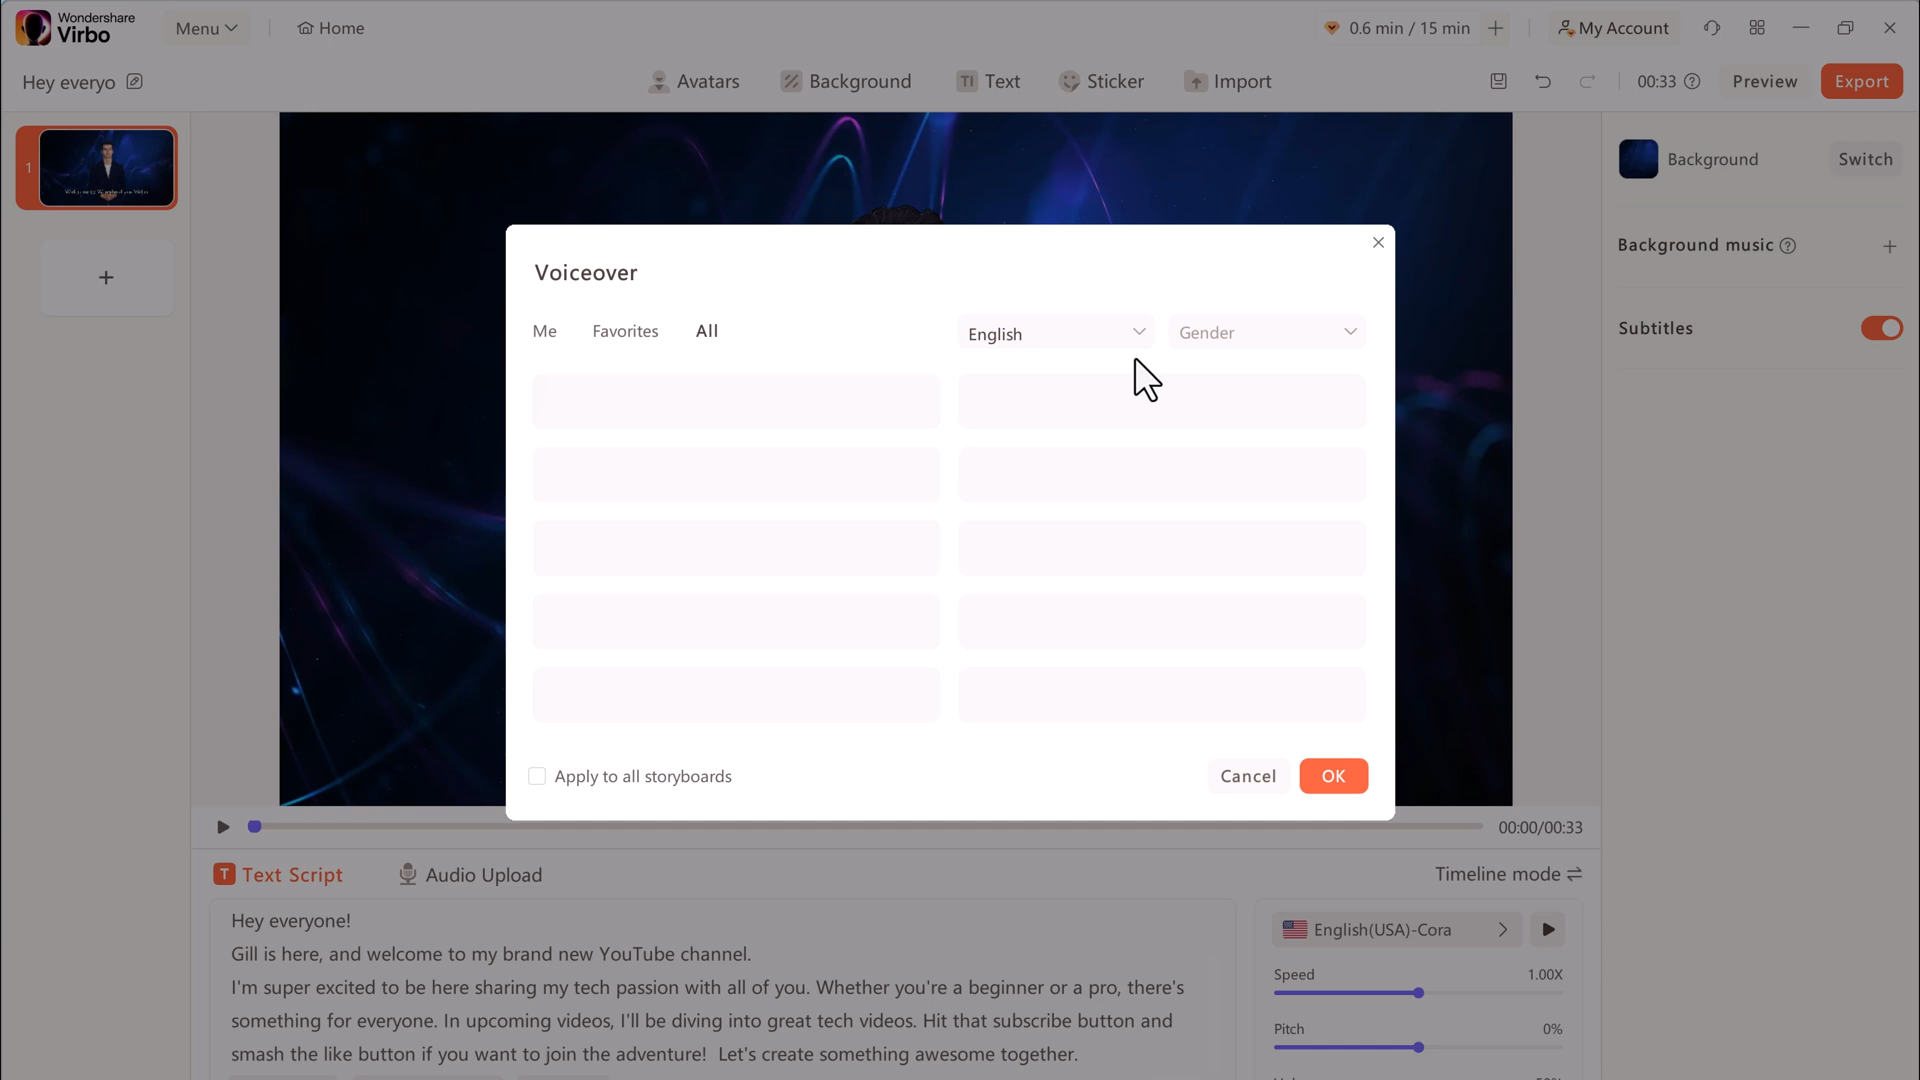 Wondershare
Virbo
Menu
Home
0.6 min / 15 min
My Account
Hey everyo
Avatars
Background
TI Text
Sticker
Import
00:33
Preview
Export
1
Background
Switch
Background music
Subtitles
Voiceover
Me
Favorites
All
English
Gender
Apply to all storyboards
Cancel
OK
00:00/00:33
T Text Script
Audio Upload
Timeline mode
Hey everyone!
Gill is here, and welcome to my brand new YouTube channel.
I'm super excited to be here sharing my tech passion with all of you. Whether you're a beginner or a pro, there's
something for everyone. In upcoming videos, I'll be diving into great tech videos. Hit that subscribe button and
smash the like button if you want to join the adventure! Let's create something awesome together.
English(USA)-Cora
Speed
1.00X
Pitch
0%